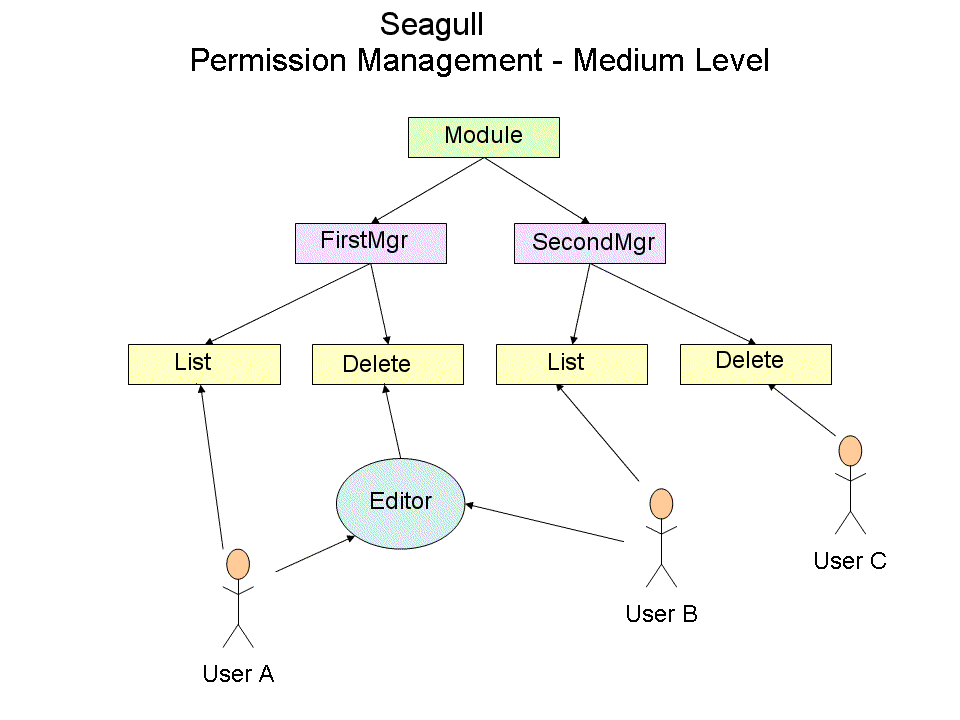 Seagull
Permission Management - Medium Level
Module
FirstMgr
SecondMgr
List
Delete
List
Delete
Editor
User C
User B
User A